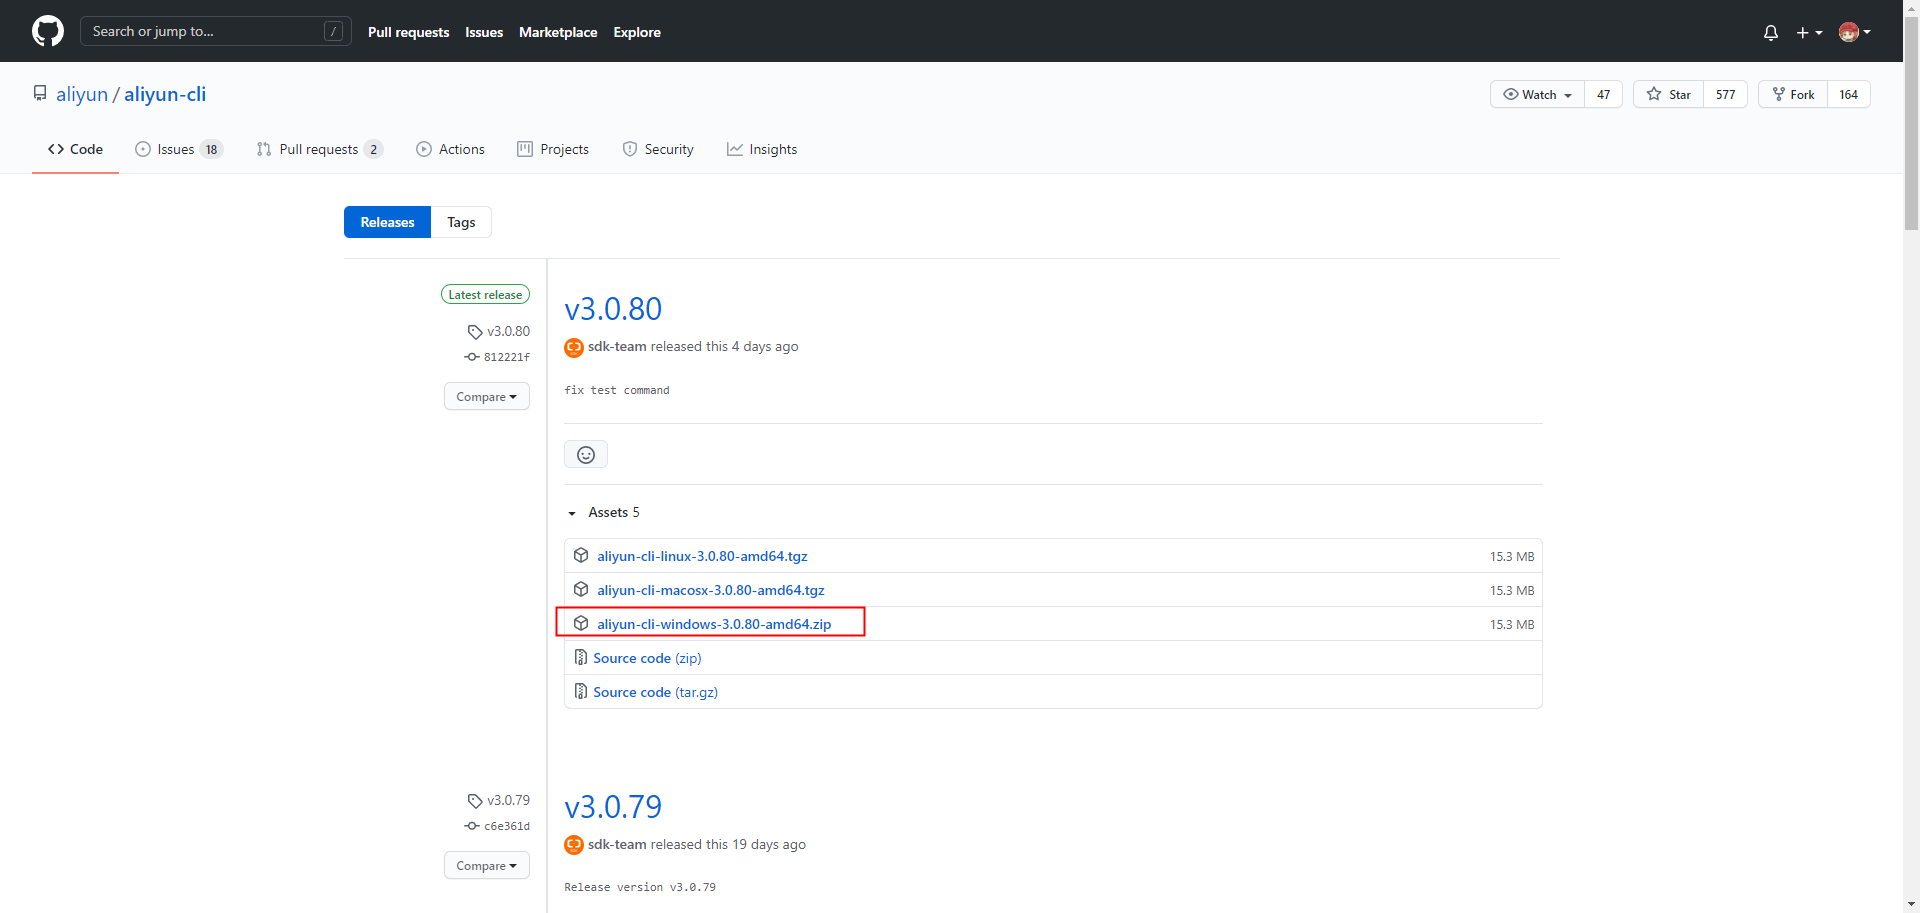 Search or jump to... /
Pull requests Issues Marketplace Explore
aliyun / aliyun-cli
Watch 47 Star 577 Fork 164
Code Issues 18 Pull requests 2 Actions Projects Security Insights
Releases Tags
Latest release
v3.0.80
812221f
Compare
v3.0.80
sdk-team released this 4 days ago
fix test command
Assets 5
aliyun-cli-linux-3.0.80-amd64.tgz 15.3 MB
aliyun-cli-macosx-3.0.80-amd64.tgz 15.3 MB
aliyun-cli-windows-3.0.80-amd64.zip 15.3 MB
Source code (zip)
Source code (tar.gz)
v3.0.79
c6e361d
Compare
v3.0.79
sdk-team released this 19 days ago
Release version v3.0.79